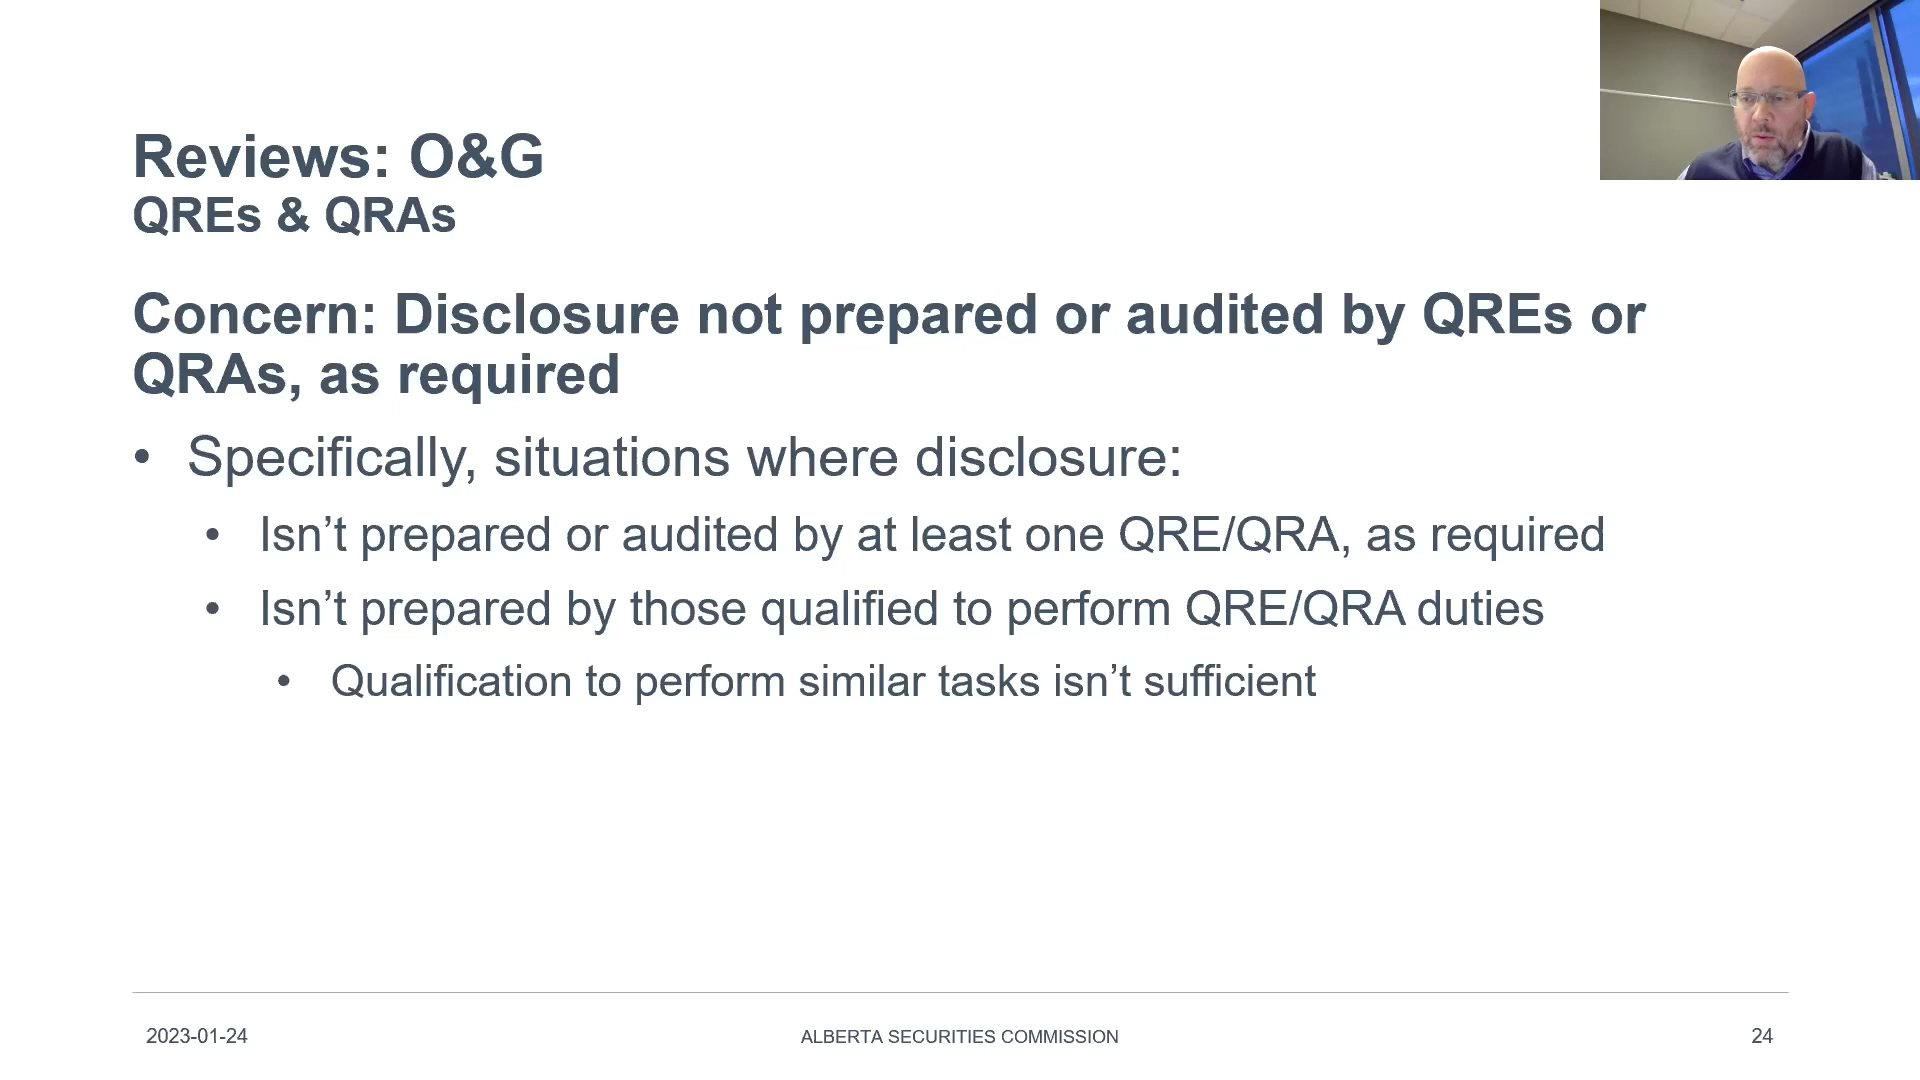 Reviews: O&G
QREs & QRAs
Concern: Disclosure not prepared or audited by QREs or
QRAs, as required
• Specifically, situations where disclosure:
• Isn’t prepared or audited by at least one QRE/QRA, as required
• Isn’t prepared by those qualified to perform QRE/QRA duties
• Qualification to perform similar tasks isn’t sufficient
2023-01-24
ALBERTA SECURITIES COMMISSION
24